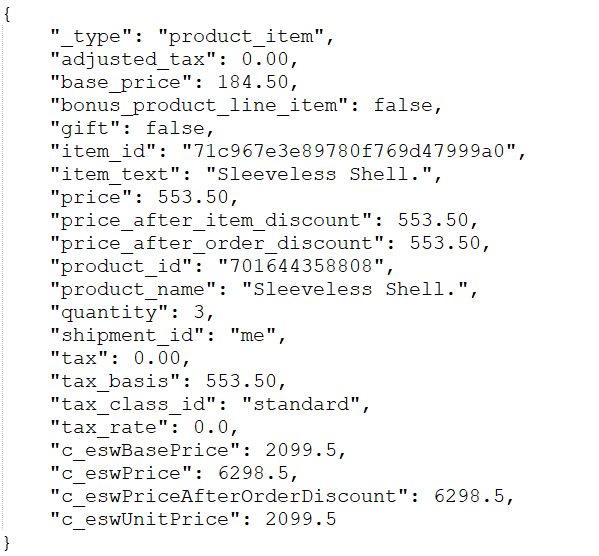 {
"_type": "product_item",
"adjusted_tax": 0.00,
"base_price": 184.50,
"bonus_product_line_item": false,
"gift": false,
"item_id": "71c967e3e89780f769d47999a0",
"item_text": "Sleeveless Shell.",
"price": 553.50,
"price_after_item_discount": 553.50,
"price_after_order_discount": 553.50,
"product_id": "701644358808",
"product_name": "Sleeveless Shell.",
"quantity": 3,
"shipment_id": "me",
"tax": 0.00,
"tax_basis": 553.50,
"tax_class_id": "standard",
"tax_rate": 0.0,
"c_eswBasePrice": 2099.5,
"c_eswPrice": 6298.5,
"c_eswPriceAfterOrderDiscount": 6298.5,
"c_eswUnitPrice": 2099.5
}